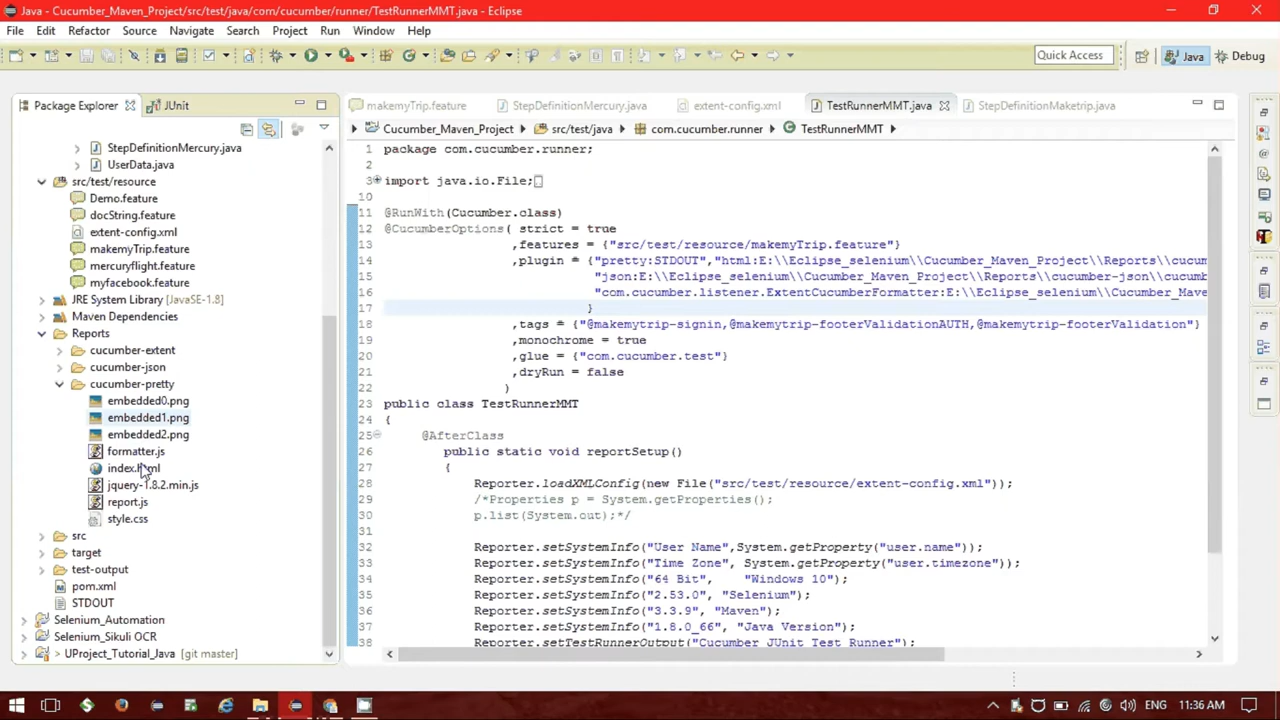 Java - Cucumber_Maven_Project/src/test/java/com/cucumber/runner/TestRunnerMMT.java - Eclipse
File Edit Refactor Source Navigate Search Project Run Window Help
Quick Access
Java
Debug
Package Explorer
JUnit
StepDefinitionMercury.java
UserData.java
src/test/resource
Demo.feature
docString.feature
extent-config.xml
makemyTrip.feature
mercuryflight.feature
myfacebook.feature
JRE System Library [JavaSE-1.8]
Maven Dependencies
Reports
cucumber-extent
cucumber-json
cucumber-pretty
embedded0.png
embedded1.png
embedded2.png
formatter.js
index.html
jquery-1.8.2.min.js
report.js
style.css
src
target
test-output
pom.xml
STDOUT
Selenium_Automation
Selenium_Sikuli OCR
> UProject_Tutorial_Java [git master]
makemyTrip.feature
StepDefinitionMercury.java
extent-config.xml
TestRunnerMMT.java
StepDefinitionMaketrip.java
Cucumber_Maven_Project
src/test/java
com.cucumber.runner
TestRunnerMMT
1 package com.cucumber.runner;
2
3 import java.io.File;
10
11 @RunWith(Cucumber.class)
12 @CucumberOptions( strict = true
13 ,features = {"src/test/resource/makemyTrip.feature"}
14 ,plugin = {"pretty:STDOUT","html:E:\\Eclipse_selenium\\Cucumber_Maven_Project\\Reports\\cucum
15 "json:E:\\Eclipse_selenium\\Cucumber_Maven_Project\\Reports\\cucumber-json\\cucumb
16 "com.cucumber.listener.ExtentCucumberFormatter:E:\\Eclipse_selenium\\Cucumber_Mave
17 }
18 ,tags = {"@makemytrip-signin,@makemytrip-footerValidationAUTH,@makemytrip-footerValidation"}
19 ,monochrome = true
20 ,glue = {"com.cucumber.test"}
21 ,dryRun = false
22 )
23 public class TestRunnerMMT
24 {
25 @AfterClass
26 public static void reportSetup()
27 {
28 Reporter.loadXMLConfig(new File("src/test/resource/extent-config.xml"));
29 /*Properties p = System.getProperties();
30 p.list(System.out);*/
31
32 Reporter.setSystemInfo("User Name",System.getProperty("user.name"));
33 Reporter.setSystemInfo("Time Zone", System.getProperty("user.timezone"));
34 Reporter.setSystemInfo("64 Bit", "Windows 10");
35 Reporter.setSystemInfo("2.53.0", "Selenium");
36 Reporter.setSystemInfo("3.3.9", "Maven");
37 Reporter.setSystemInfo("1.8.0_66", "Java Version");
38 Reporter.setTestRunnerOutput("Cucumber JUnit Test Runner");
ENG 11:36 AM